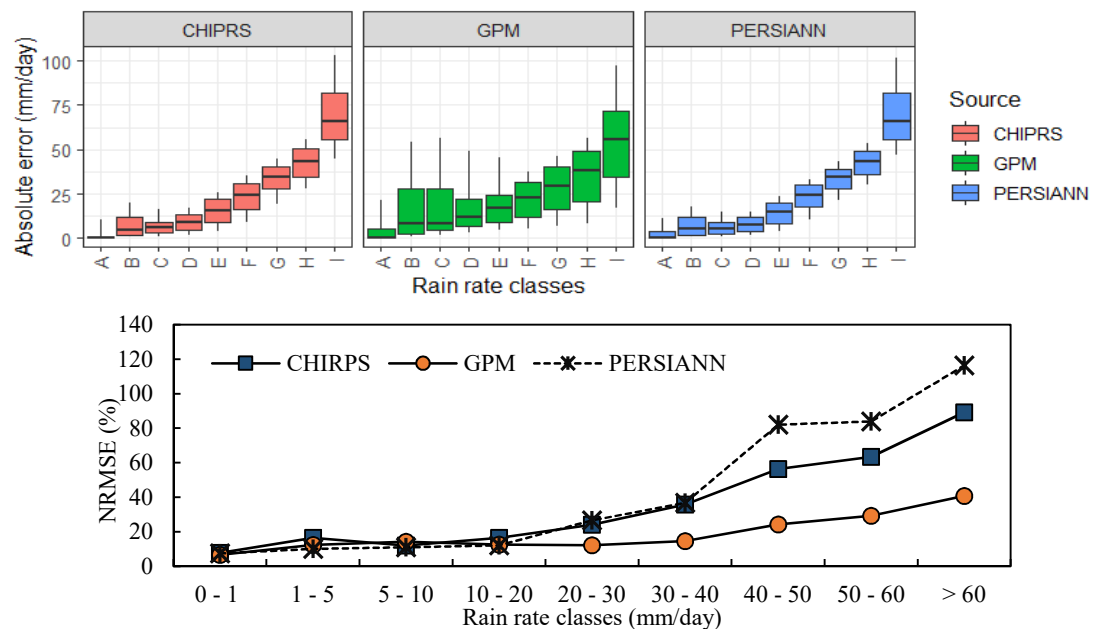 CHIPRS GPM PERSIANN
Absolute error (mm/day)
100
75
50
25
0
A B C D E F G H I A B C D E F G H I A B C D E F G H I
Rain rate classes
Source
CHIPRS
GPM
PERSIANN
NRMSE (%)
140
120
100
80
60
40
20
0
CHIRPS GPM PERSIANN
0 - 1 1 - 5 5 - 10 10 - 20 20 - 30 30 - 40 40 - 50 50 - 60 > 60
Rain rate classes (mm/day)